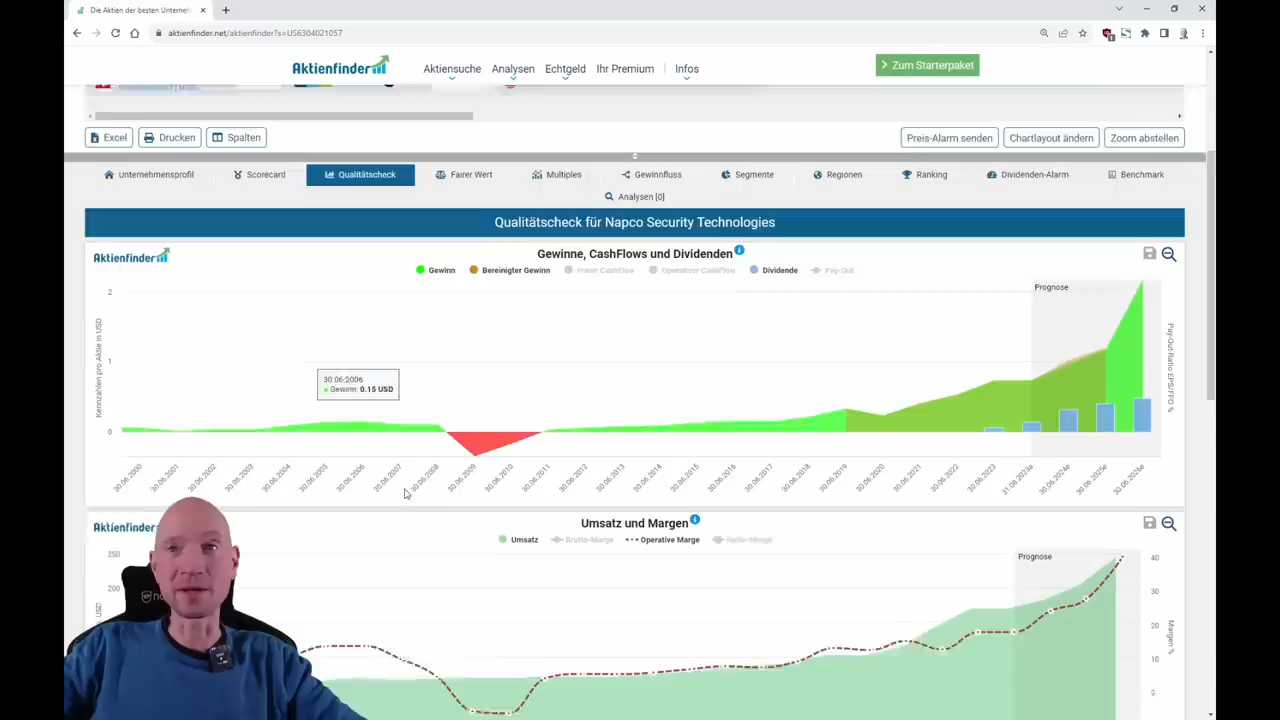 Die Aktien der besten Unterneh
aktienfinder.net/aktienfinder?s=US6304021057
Aktienfinder
Aktiensuche Analysen Echtgeld Ihr Premium Infos
Zum Starterpaket
Excel Drucken Spalten
Preis-Alarm senden Chartlayout ändern Zoom abstellen
Unternehmensprofil Scorecard Qualitätscheck Fairer Wert Multiples Gewinnfluss Segmente Regionen Ranking Dividenden-Alarm Benchmark
Analysen [0]
Qualitätscheck für Napco Security Technologies
Aktienfinder
Gewinne, CashFlows und Dividenden
Gewinn Bereinigter Gewinn Freier CashFlow Operativer CashFlow Dividende Pay-Out
Prognose
2
1
0
Kennzahlen pro Aktie in USD
Pay-Out-Ratio EPS/FFO %
30.06.2006
Gewinn: 0.15 USD
30.06.2000 30.06.2001 30.06.2002 30.06.2003 30.06.2004 30.06.2005 30.06.2006 30.06.2007 30.06.2008 30.06.2009 30.06.2010 30.06.2011 30.06.2012 30.06.2013 30.06.2014 30.06.2015 30.06.2016 30.06.2017 30.06.2018 30.06.2019 30.06.2020 30.06.2021 30.06.2022 30.06.2023 31.08.2023e 30.06.2024e 30.06.2025e 30.06.2026e
Aktienfinder
Umsatz und Margen
Umsatz Brutto-Marge Operative Marge Netto-Marge
Prognose
250
200
USD
40
30
20
10
0
Margen %